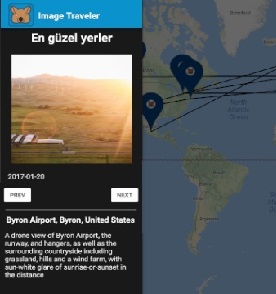 Image Traveler
En güzel yerler
2017-01-20
PREV
NEXT
Byron Airport, Byron, United States
A drone view of Byron Airport, the
runway, and hangers, as well as the
surrounding countryside including
grassland, hills and a wind farm, with
sun-white glare of sunrise-or-sunset in
the distance
North
Atlantic